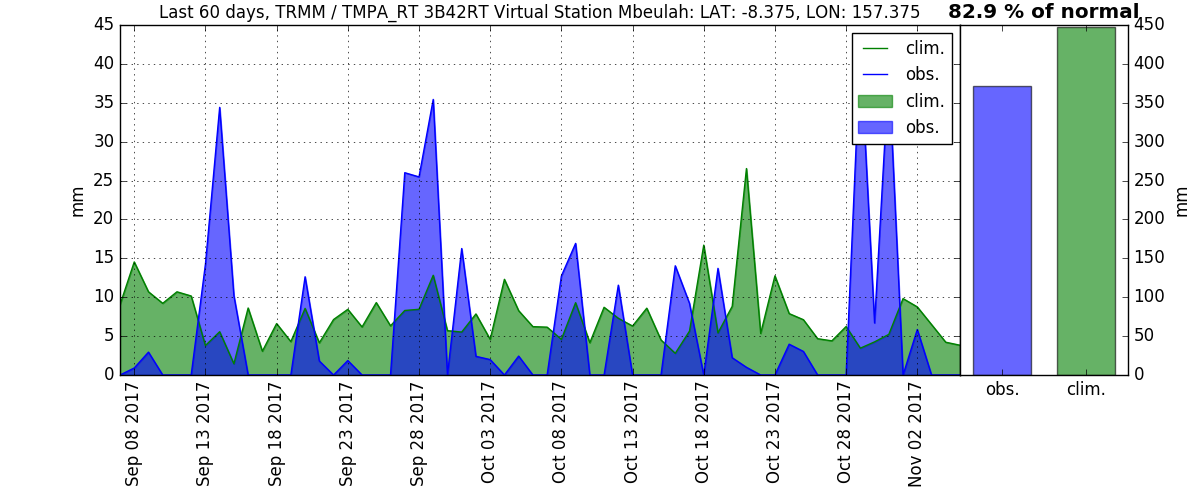 Last 60 days, TRMM / TMPA_RT 3B42RT Virtual Station Mbeulah: LAT: -8.375, LON: 157.375
82.9 % of normal
45
40
35
30
25
20
15
10
5
0
mm
clim.
obs.
clim.
obs.
450
400
350
300
250
200
150
100
50
0
mm
Sep 08 2017
Sep 13 2017
Sep 18 2017
Sep 23 2017
Sep 28 2017
Oct 03 2017
Oct 08 2017
Oct 13 2017
Oct 18 2017
Oct 23 2017
Oct 28 2017
Nov 02 2017
obs.
clim.